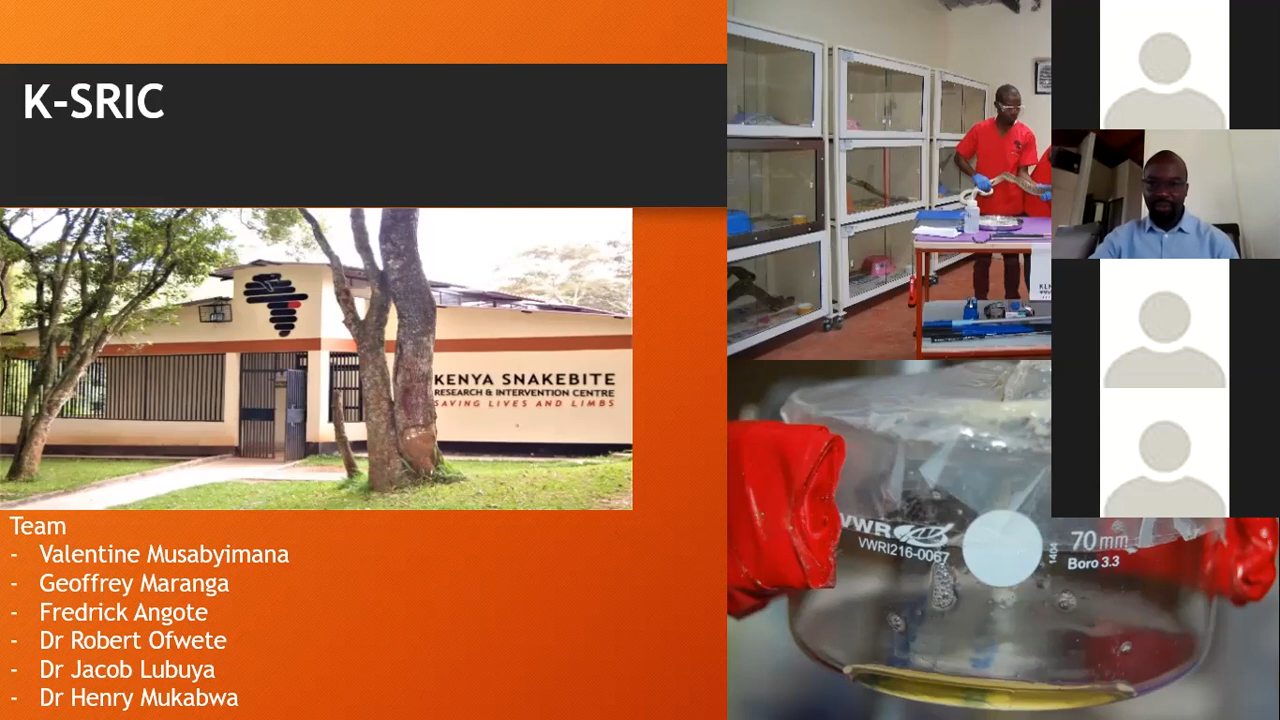 K-SRIC
KENYA SNAKEBITE
RESEARCH & INTERVENTION CENTRE
SAVING LIVES AND LIMBS
Team
- Valentine Musabyimana
- Geoffrey Maranga
- Fredrick Angote
- Dr Robert Ofwete
- Dr Jacob Lubuya
- Dr Henry Mukabwa
VWR
VWRI216-0067
1404
70 mm
Boro 3.3